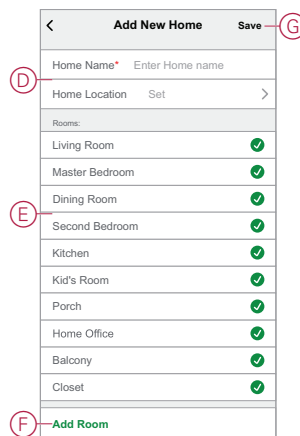 Add New Home Save G
Home Name* Enter Home name
D
Home Location Set
Rooms:
Living Room
Master Bedroom
Dining Room
E
Second Bedroom
Kitchen
Kid's Room
Porch
Home Office
Balcony
Closet
F Add Room